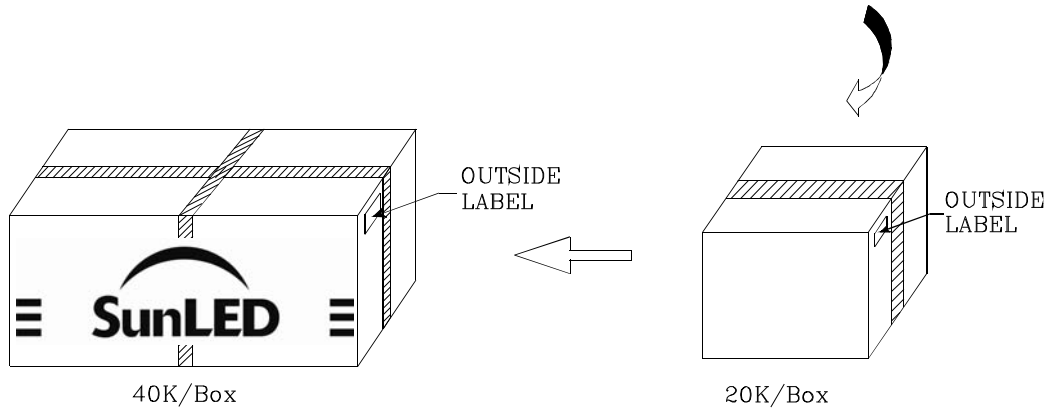 OUTSIDE
LABEL
SunLED
40K/Box
OUTSIDE
LABEL
20K/Box